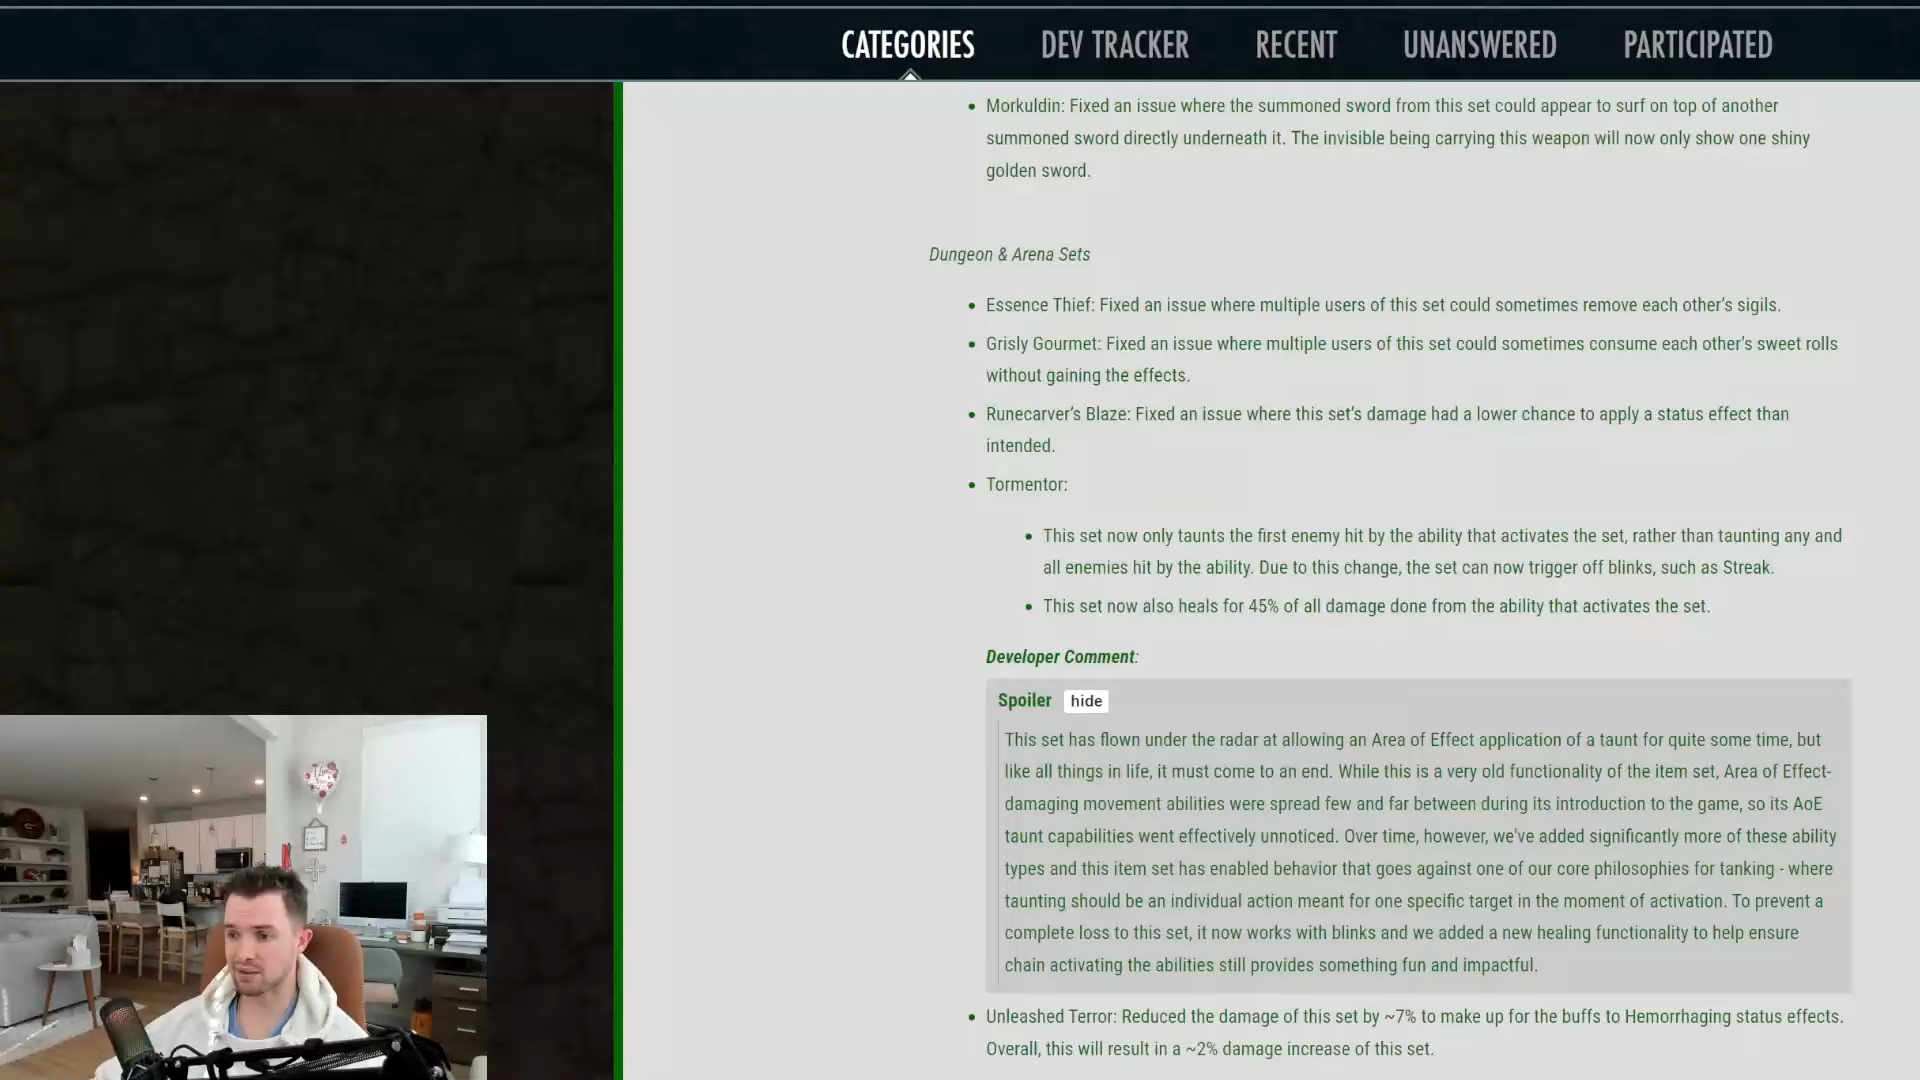 CATEGORIES DEV TRACKER RECENT UNANSWERED PARTICIPATED
Morkuldin: Fixed an issue where the summoned sword from this set could appear to surf on top of another
summoned sword directly underneath it. The invisible being carrying this weapon will now only show one shiny
golden sword.
Dungeon & Arena Sets
Essence Thief: Fixed an issue where multiple users of this set could sometimes remove each other’s sigils.
Grisly Gourmet: Fixed an issue where multiple users of this set could sometimes consume each other's sweet rolls
without gaining the effects.
Runecarver’s Blaze: Fixed an issue where this set’s damage had a lower chance to apply a status effect than
intended.
Tormentor:
This set now only taunts the first enemy hit by the ability that activates the set, rather than taunting any and
all enemies hit by the ability. Due to this change, the set can now trigger off blinks, such as Streak.
This set now also heals for 45% of all damage done from the ability that activates the set.
Developer Comment:
Spoiler hide
This set has flown under the radar at allowing an Area of Effect application of a taunt for quite some time, but
like all things in life, it must come to an end. While this is a very old functionality of the item set, Area of Effect-
damaging movement abilities were spread few and far between during its introduction to the game, so its AoE
taunt capabilities went effectively unnoticed. Over time, however, we've added significantly more of these ability
types and this item set has enabled behavior that goes against one of our core philosophies for tanking - where
taunting should be an individual action meant for one specific target in the moment of activation. To prevent a
complete loss to this set, it now works with blinks and we added a new healing functionality to help ensure
chain activating the abilities still provides something fun and impactful.
Unleashed Terror: Reduced the damage of this set by ~7% to make up for the buffs to Hemorrhaging status effects.
Overall, this will result in a ~2% damage increase of this set.